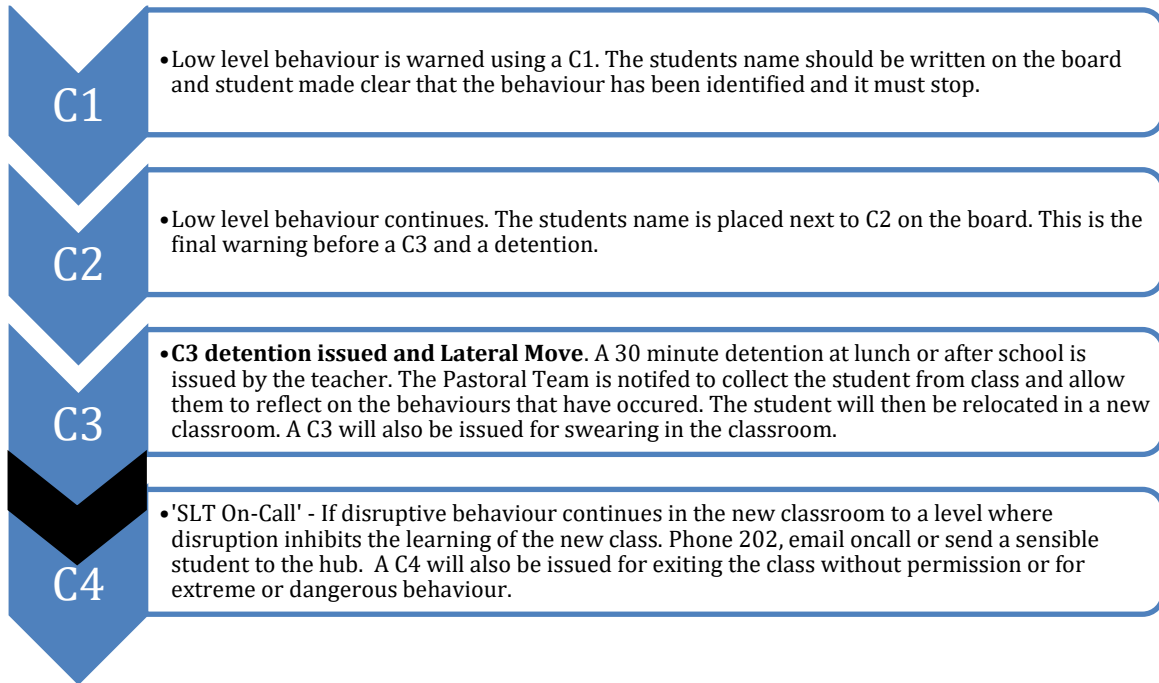 C1
•Low level behaviour is warned using a C1. The students name should be written on the board
and student made clear that the behaviour has been identified and it must stop.
C2
•Low level behaviour continues. The students name is placed next to C2 on the board. This is the
final warning before a C3 and a detention.
C3
•C3 detention issued and Lateral Move. A 30 minute detention at lunch or after school is
issued by the teacher. The Pastoral Team is notifed to collect the student from class and allow
them to reflect on the behaviours that have occured. The student will then be relocated in a new
classroom. A C3 will also be issued for swearing in the classroom.
C4
•'SLT On-Call' - If disruptive behaviour continues in the new classroom to a level where
disruption inhibits the learning of the new class. Phone 202, email oncall or send a sensible
student to the hub.  A C4 will also be issued for exiting the class without permission or for
extreme or dangerous behaviour.